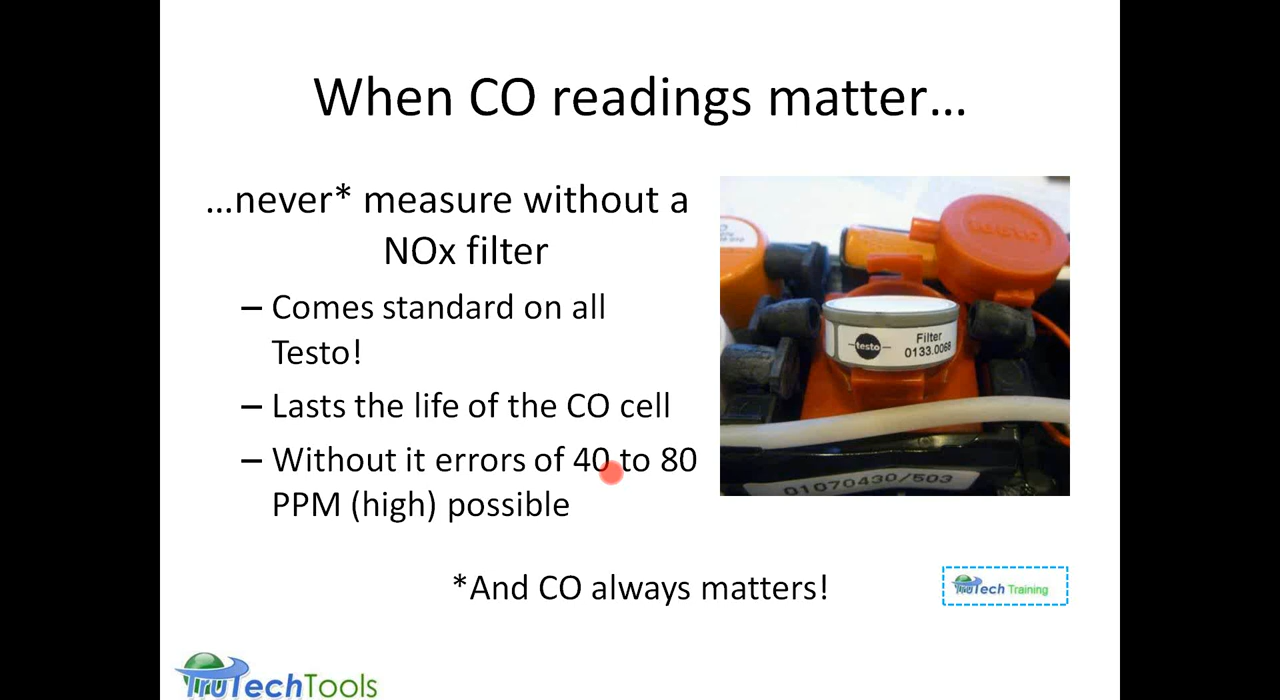 When CO readings matter…
…never* measure without a
NOx filter
– Comes standard on all
Testo!
– Lasts the life of the CO cell
– Without it errors of 40 to 80
PPM (high) possible
testo
Filter
0133.0068
01070430/503
*And CO always matters!
TruTech Training
TruTechTools